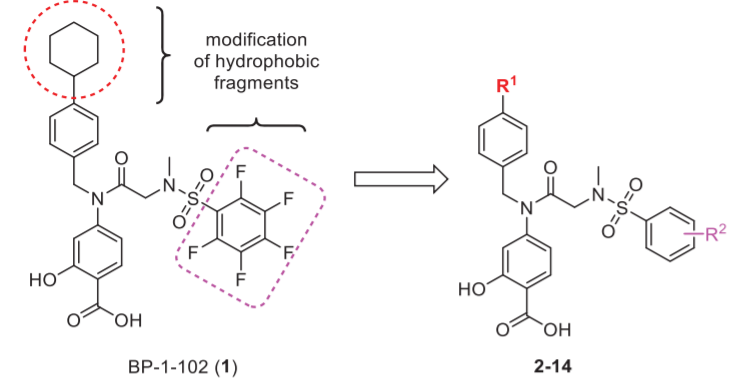 modification
of hydrophobic
fragments
O
N
N
S
O
O
F
F
F
F
F
HO
O
OH
BP-1-102 (1)
R1
O
N
N
S
O
O
R2
HO
O
OH
2-14